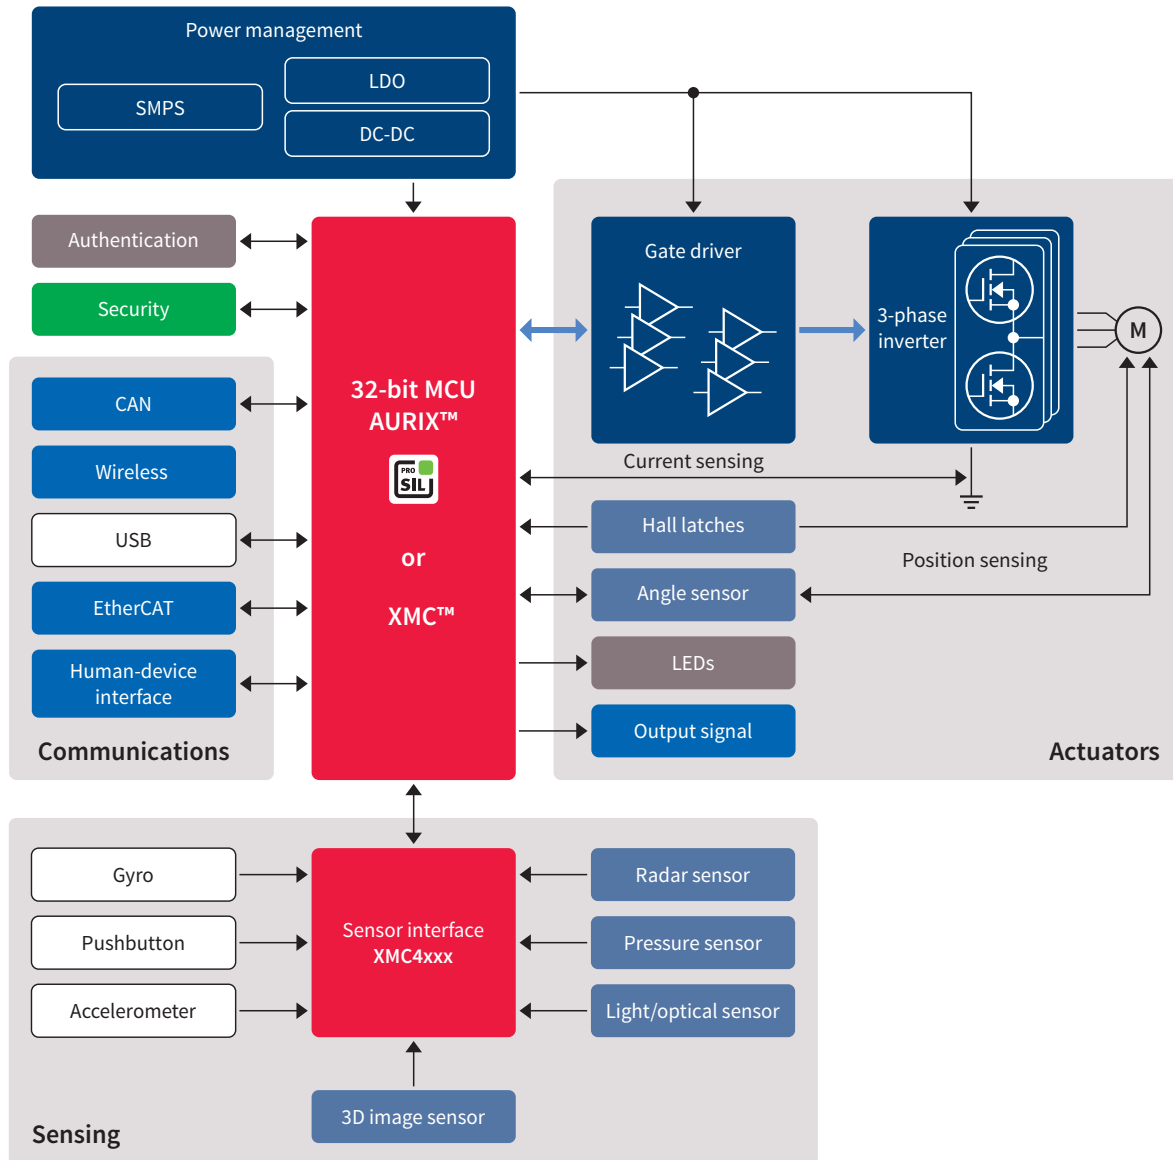 Power management
SMPS
LDO
DC-DC
Authentication
Security
CAN
Wireless
USB
EtherCAT
Human-device
interface
Communications
32-bit MCU
AURIX™
PRO
SIL
or
XMC™
Gate driver
3-phase
inverter
M
Current sensing
Hall latches
Position sensing
Angle sensor
LEDs
Output signal
Actuators
Gyro
Pushbutton
Accelerometer
Sensor interface
XMC4xxx
Radar sensor
Pressure sensor
Light/optical sensor
3D image sensor
Sensing